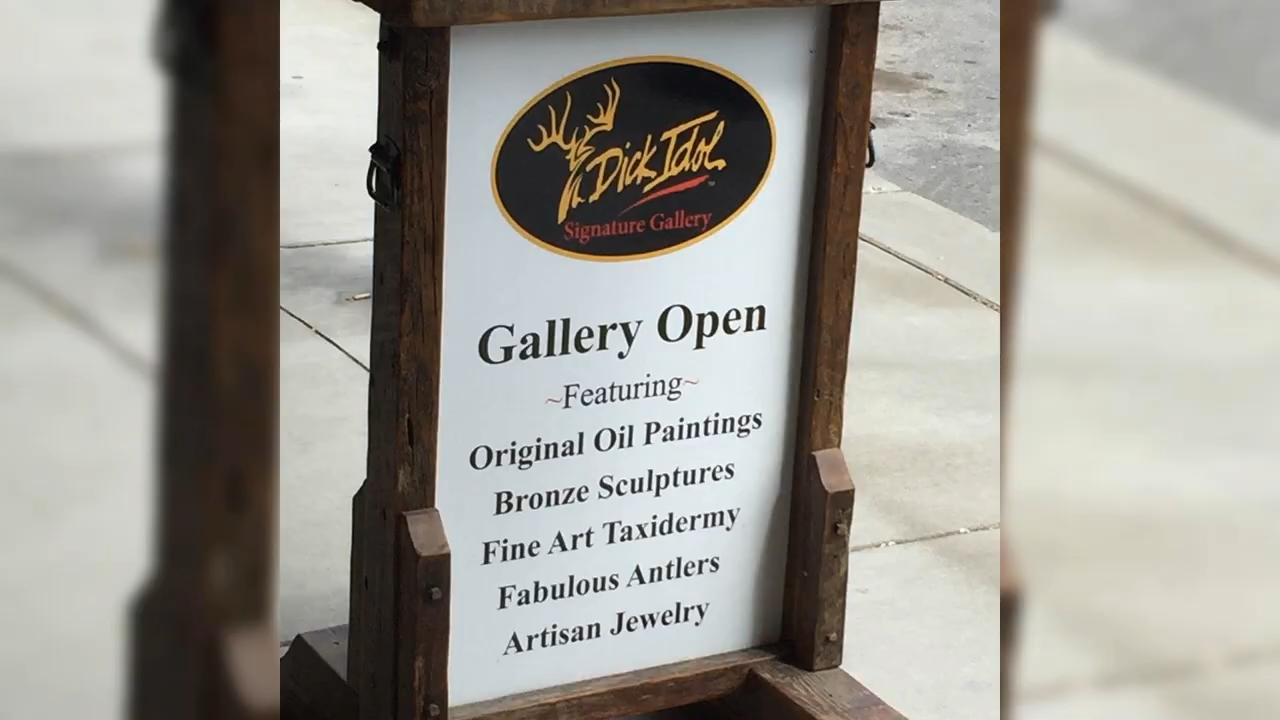 Dick Idol
Signature Gallery
Gallery Open
~Featuring~
Original Oil Paintings
Bronze Sculptures
Fine Art Taxidermy
Fabulous Antlers
Artisan Jewelry